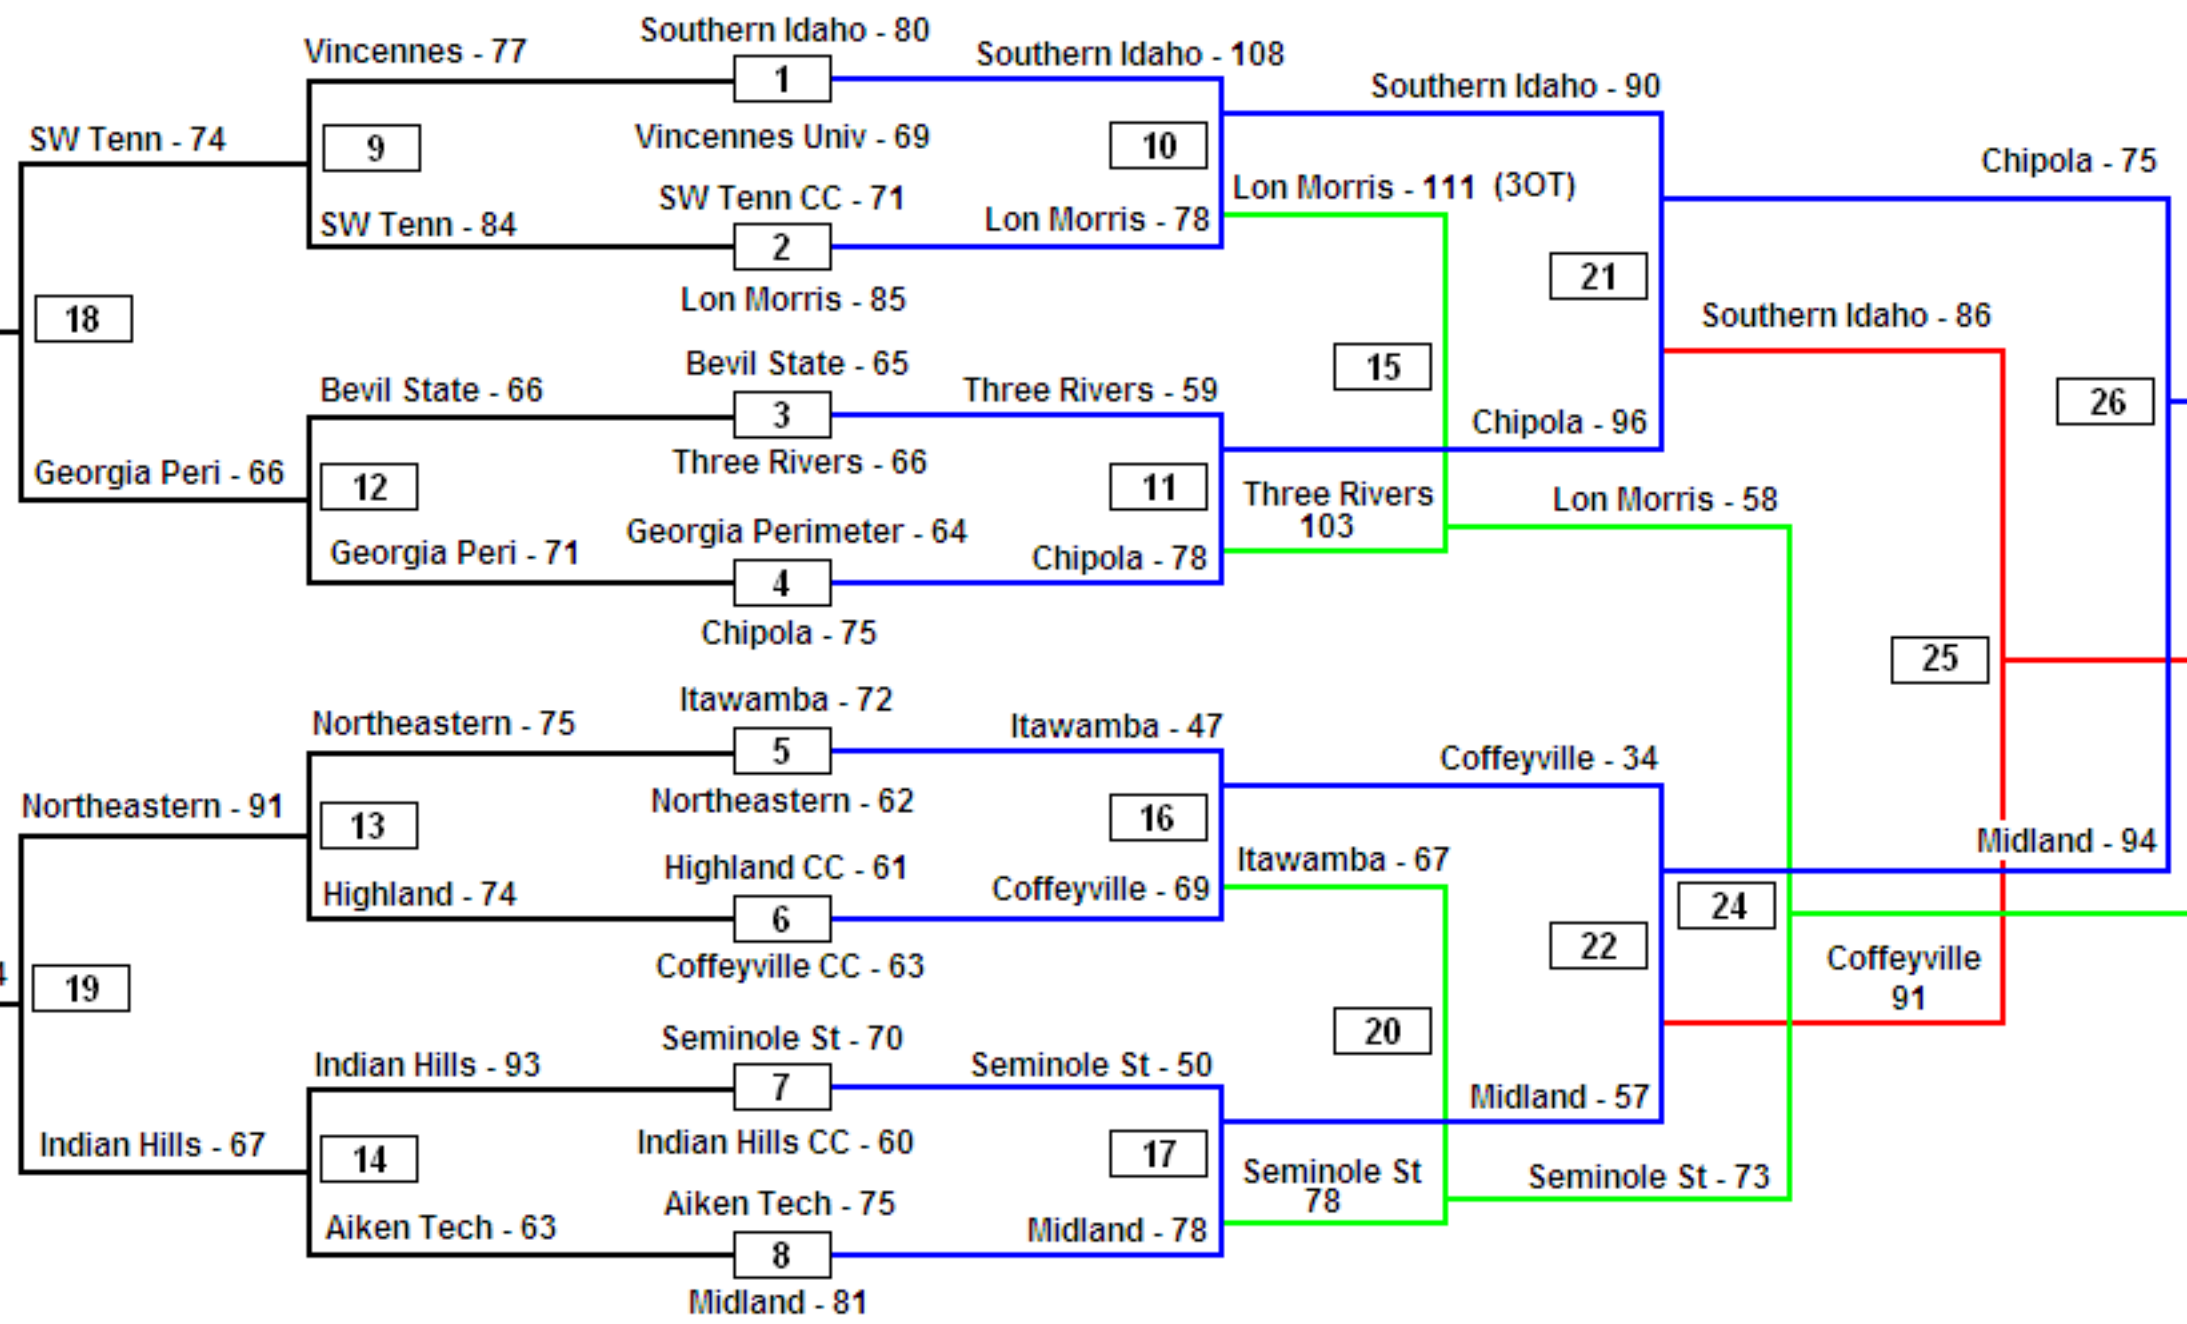 Southern Idaho - 80
Vincennes - 77
Southern Idaho - 108
1
Southern Idaho - 90
SW Tenn - 74
9
Vincennes Univ - 69
10
Chipola - 75
SW Tenn CC - 71
Lon Morris - 111 (3OT)
SW Tenn - 84
Lon Morris - 78
2
21
Lon Morris - 85
18
Southern Idaho - 86
Bevil State - 65
15
Bevil State - 66
Three Rivers - 59
26
3
Chipola - 96
Three Rivers - 66
Georgia Peri - 66
12
11
Three Rivers
103
Lon Morris - 58
Georgia Perimeter - 64
Georgia Peri - 71
Chipola - 78
4
Chipola - 75
25
Itawamba - 72
Northeastern - 75
Itawamba - 47
5
Coffeyville - 34
Northeastern - 91
Northeastern - 62
13
16
Midland - 94
Highland CC - 61
Itawamba - 67
Highland - 74
Coffeyville - 69
24
6
22
Coffeyville
91
Coffeyville CC - 63
4
19
20
Seminole St - 70
Indian Hills - 93
Seminole St - 50
7
Midland - 57
Indian Hills - 67
14
Indian Hills CC - 60
17
Seminole St
78
Seminole St - 73
Aiken Tech - 75
Aiken Tech - 63
Midland - 78
8
Midland - 81